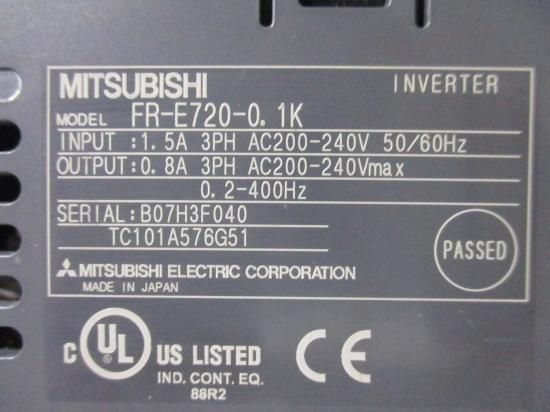 MITSUBISHI INVERTER
MODEL FR-E720-0.1K
INPUT :1.5A 3PH AC200-240V 50/60Hz
OUTPUT:0.8A 3PH AC200-240Vmax
0.2-400Hz
SERIAL:B07H3F040
TC101A576G51
PASSED
MITSUBISHI ELECTRIC CORPORATION
MADE IN JAPAN
C UL US LISTED CE
IND. CONT. EQ.
88R2